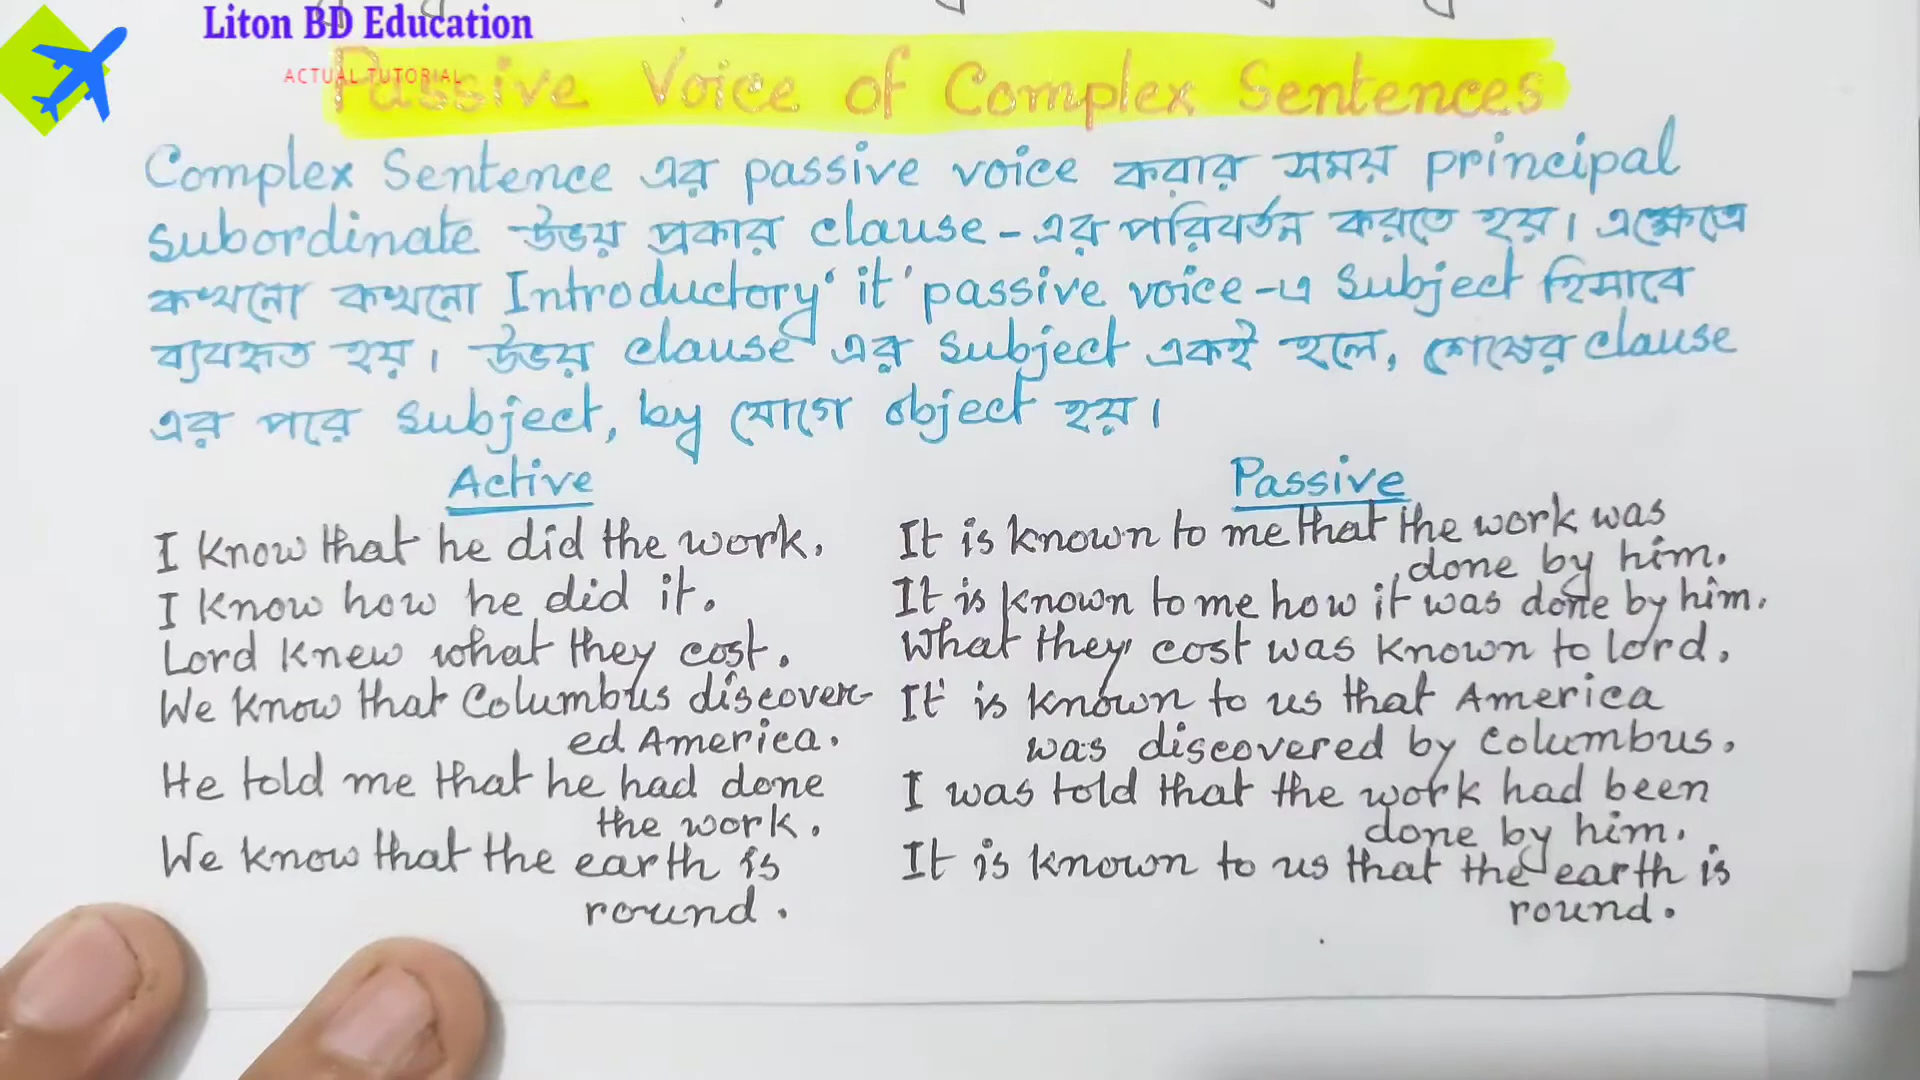 Liton BD Education
ACTUAL TUTORIAL
Passive Voice of Complex Sentences
Complex Sentence এর passive voice করার সময় principal
subordinate উভয় প্রকার clause-এর পরিবর্তন করতে হয়। এক্ষেত্রে
কখনো কখনো Introductory 'it' passive voice-এ subject হিসাবে
ব্যবহৃত হয়। উভয় clause এর subject একই হলে, শেষের clause
এর পরে subject, by যোগে object হয়।
Active Passive
I know that he did the work. It is known to me that the work was
done by him.
I know how he did it. It is known to me how it was done by him.
Lord knew what they cost. What they cost was known to lord.
We know that Columbus discover- It is known to us that America
ed America. was discovered by Columbus.
He told me that he had done I was told that the work had been
the work. done by him.
We know that the earth is It is known to us that the earth is
round. round.